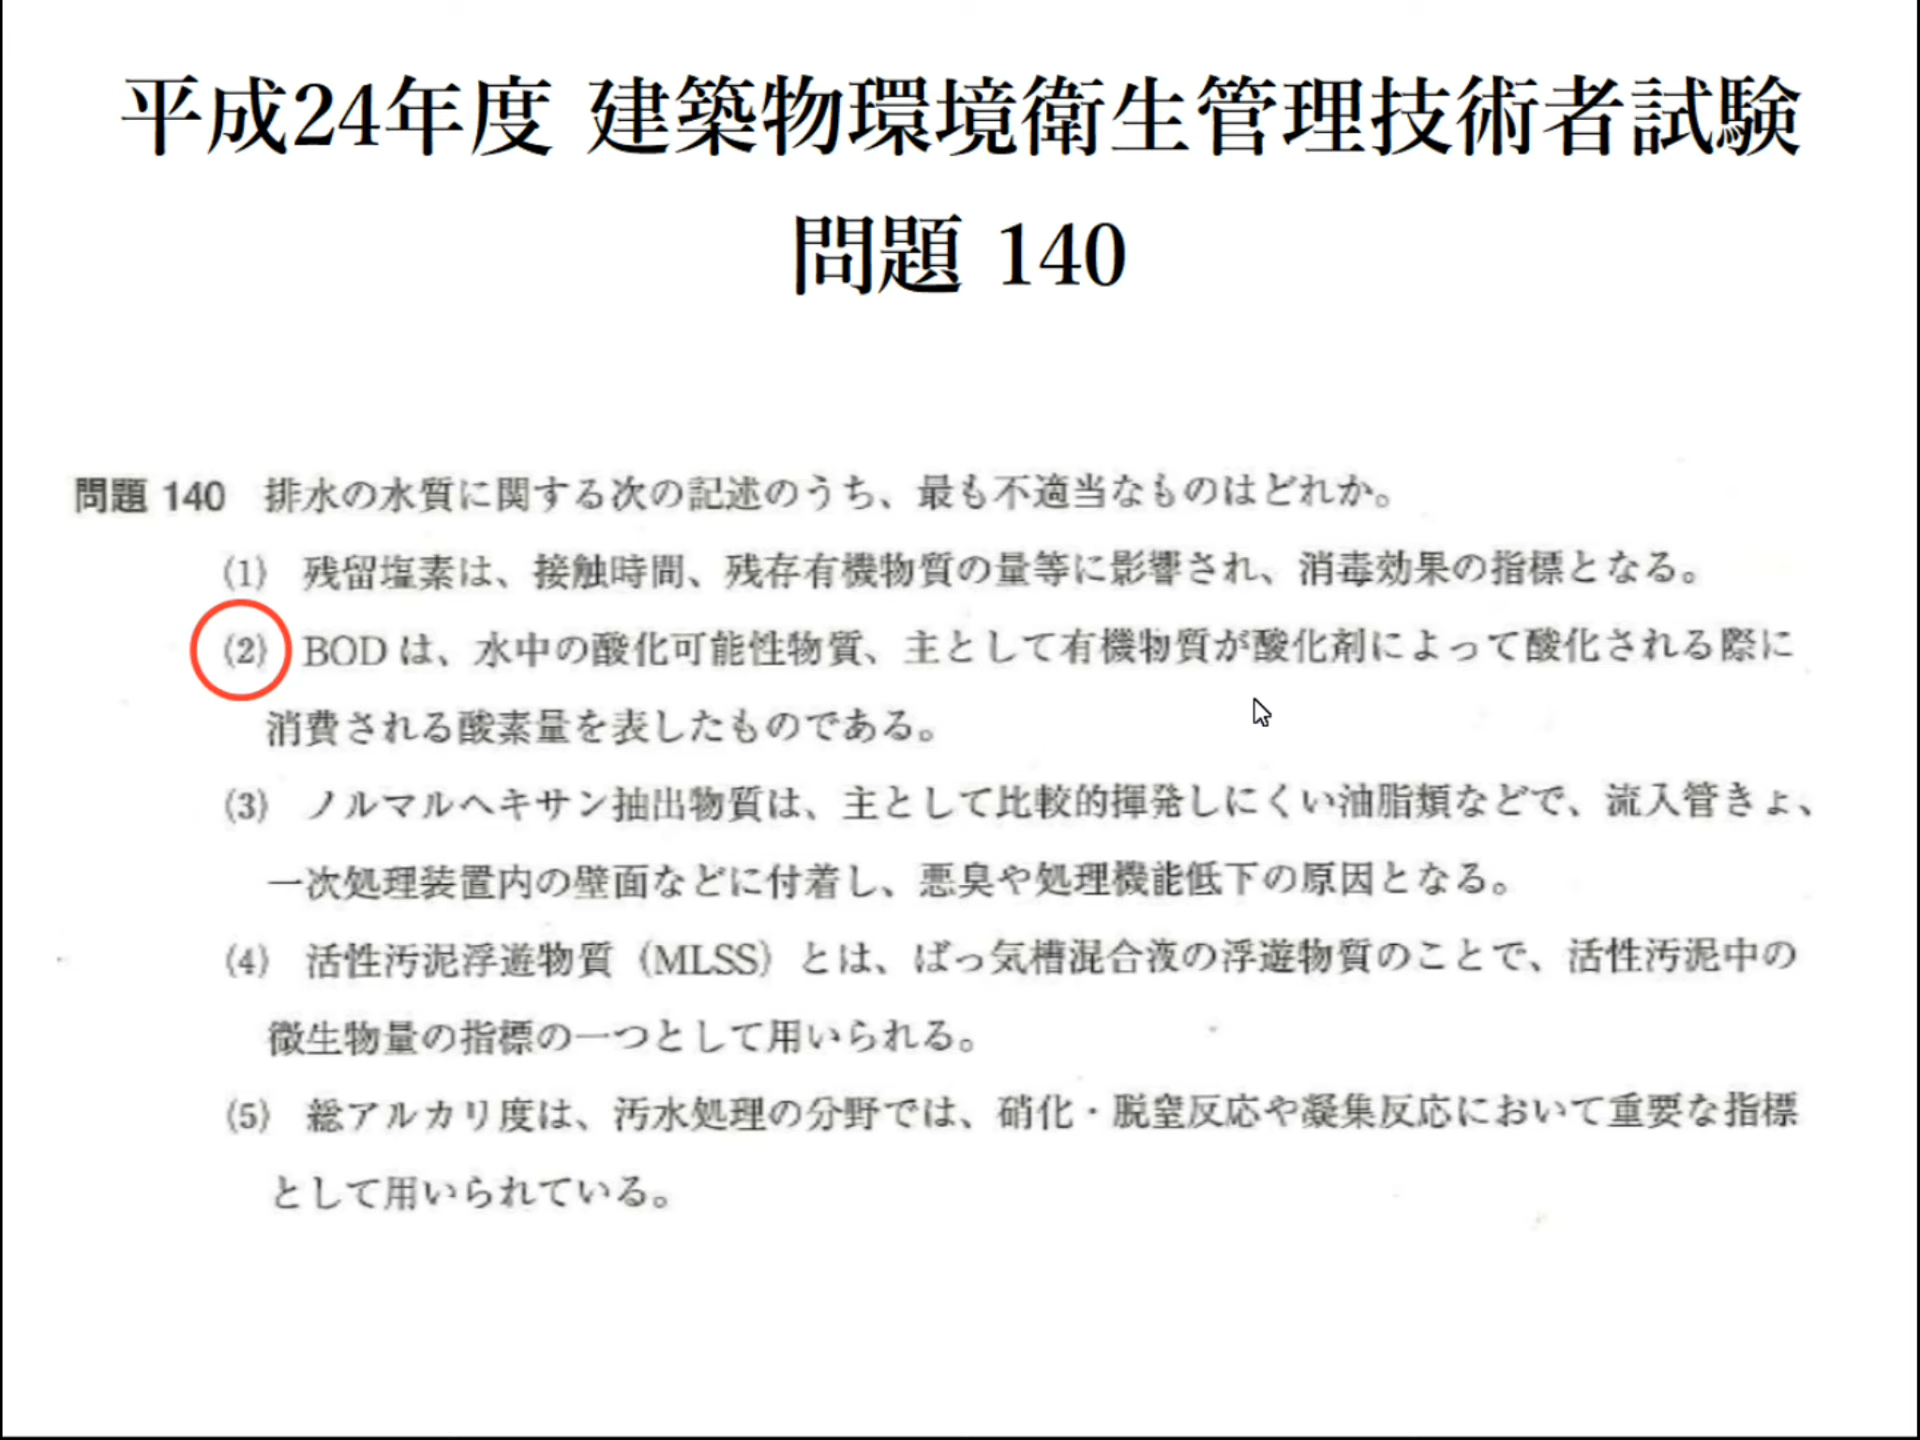 平成24年度 建築物環境衛生管理技術者試験
問題 140
問題 140 排水の水質に関する次の記述のうち、最も不適当なものはどれか。
(1) 残留塩素は、接触時間、残存有機物質の量等に影響され、消毒効果の指標となる。
(2) BOD は、水中の酸化可能性物質、主として有機物質が酸化剤によって酸化される際に
消費される酸素量を表したものである。
(3) ノルマルヘキサン抽出物質は、主として比較的揮発しにくい油脂類などで、流入管きょ、
一次処理装置内の壁面などに付着し、悪臭や処理機能低下の原因となる。
(4) 活性汚泥浮遊物質（MLSS）とは、ばっ気槽混合液の浮遊物質のことで、活性汚泥中の
微生物量の指標の一つとして用いられる。
(5) 総アルカリ度は、汚水処理の分野では、硝化・脱窒反応や凝集反応において重要な指標
として用いられている。